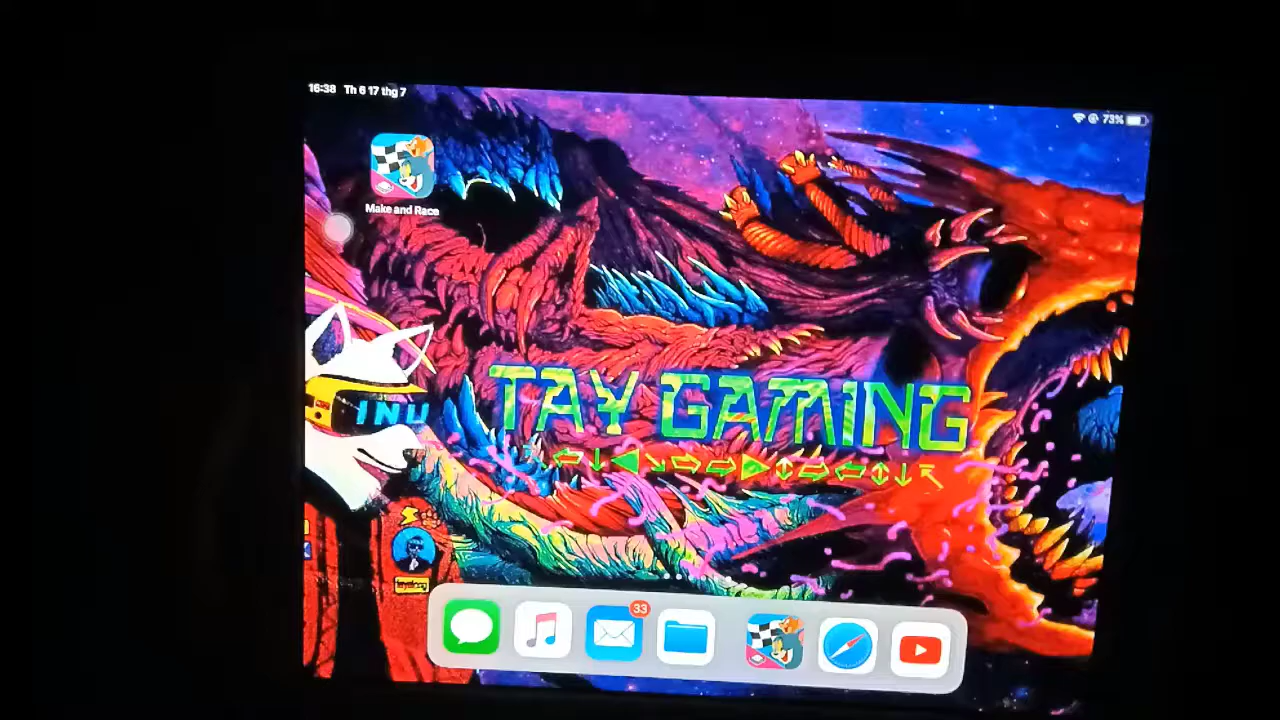 16:38 Th 6 17 thg 7
73%
Make and Race
INU
TAY GAMING
33